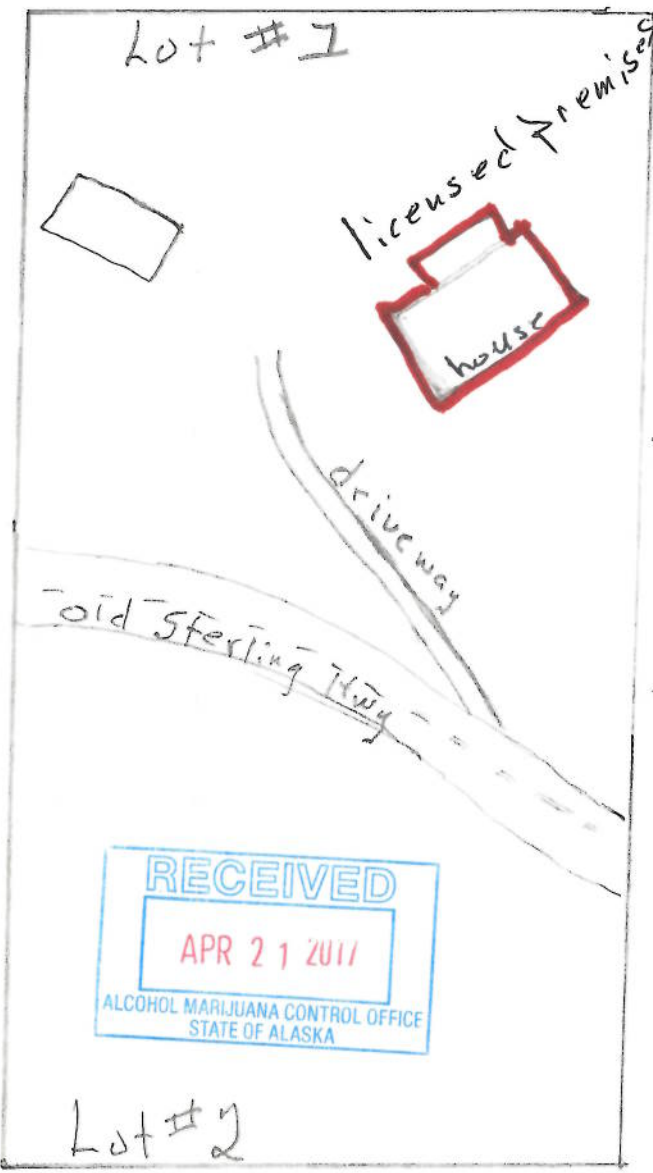 Lot #1
licensed premises
house
driveway
old Sterling Hwy
RECEIVED
APR 21 2017
ALCOHOL MARIJUANA CONTROL OFFICE
STATE OF ALASKA
Lot #2